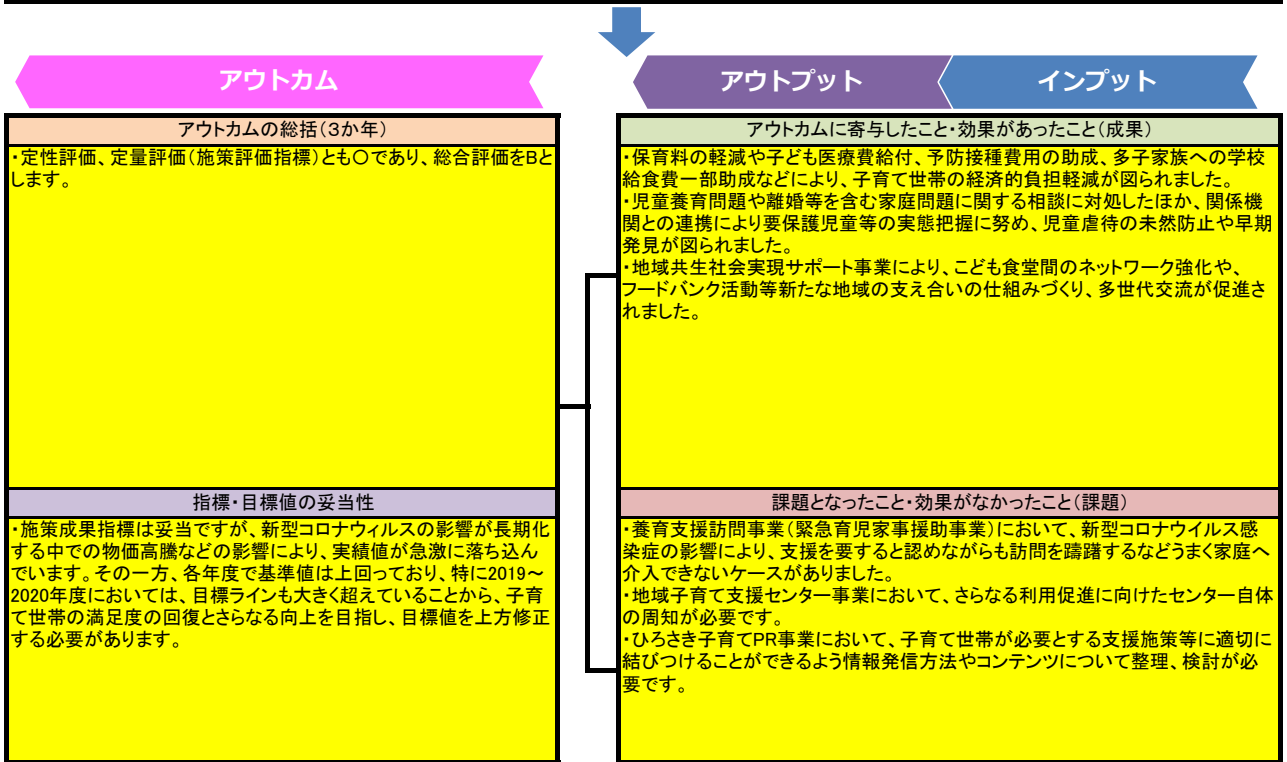 アウトカム
アウトプット
インプット
アウトカムの総括(3か年)
・定性評価、定量評価(施策評価指標)とも〇であり、総合評価をBと
します。
指標・目標値の妥当性
・施策成果指標は妥当ですが、新型コロナウィルスの影響が長期化
する中での物価高騰などの影響により、実績値が急激に落ち込ん
でいます。その一方、各年度で基準値は上回っており、特に2019～
2020年度においては、目標ラインも大きく超えていることから、子育
て世帯の満足度の回復とさらなる向上を目指し、目標値を上方修正
する必要があります。
アウトカムに寄与したこと・効果があったこと(成果)
・保育料の軽減や子ども医療費給付、予防接種費用の助成、多子家族への学校
給食費一部助成などにより、子育て世帯の経済的負担軽減が図られました。
・児童養育問題や離婚等を含む家庭問題に関する相談に対処したほか、関係機
関との連携により要保護児童等の実態把握に努め、児童虐待の未然防止や早期
発見が図られました。
・地域共生社会実現サポート事業により、こども食堂間のネットワーク強化や、
フードバンク活動等新たな地域の支え合いの仕組みづくり、多世代交流が促進さ
れました。
課題となったこと・効果がなかったこと(課題)
・養育支援訪問事業(緊急育児家事援助事業)において、新型コロナウイルス感
染症の影響により、支援を要すると認めながらも訪問を躊躇するなどうまく家庭へ
介入できないケースがありました。
・地域子育て支援センター事業において、さらなる利用促進に向けたセンター自体
の周知が必要です。
・ひろさき子育てPR事業において、子育て世帯が必要とする支援施策等に適切に
結びつけることができるよう情報発信方法やコンテンツについて整理、検討が必
要です。